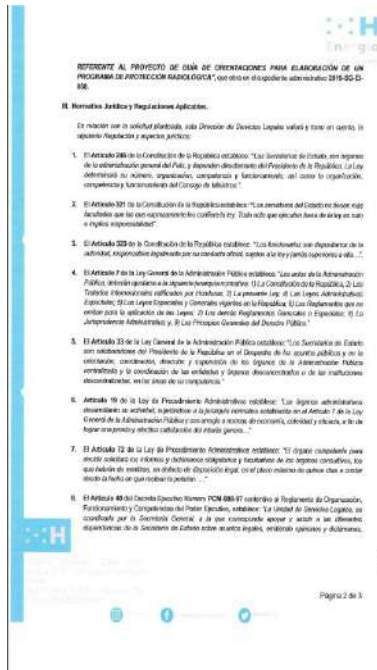 REFERENTE AL PROYECTO DE GUÍA DE ORIENTACIONES PARA ELABORACIÓN DE UN
PROGRAMA DE PROTECCIÓN RADIOLÓGICA", que obra en el expediente administrativo 2019-SG-EI-
III. Normativa Jurídica y Regulaciones Aplicables.
En relación con la solicitud planteada, esta Dirección de Servicios Legales valoró y tomó en cuenta, la
siguiente Regulación y aspectos jurídicos:
1. El Artículo 246 de la Constitución de la República establece: "Las Secretarías de Estado, son órganos
de la administración general del País, y dependen directamente del Presidente de la República. La Ley
determinará su número, organización, competencia y funcionamiento, así como la organización,
competencia y funcionamiento del Consejo de Ministros."
2. El Artículo 321 de la Constitución de la República establece: "Los servidores del Estado no tienen más
facultades que las que expresamente les confiere la ley. Todo acto que ejecuten fuera de la ley es nulo
e implica responsabilidad"
3. El Artículo 323 de la Constitución de la República establece: "Los funcionarios son depositarios de la
autoridad, responsables legalmente por su conducta oficial, sujetos a la ley y jamás superiores a ella...".
4. El Artículo 7 de la Ley General de la Administración Pública establece: "Los actos de la Administración
Pública, deberán ajustarse a la siguiente jerarquía normativa: 1) La Constitución de la República, 2) Los
Tratados Internacionales ratificados por Honduras; 3) La presente Ley; 4) Las Leyes Administrativas
Especiales; 5) Las Leyes Especiales y Generales vigentes en la República; 6) Los Reglamentos que se
emitan para la aplicación de las Leyes; 7) Los demás Reglamentos Generales o Especiales; 8) La
Jurisprudencia Administrativa; y, 9) Los Principios Generales del Derecho Público."
5. El Artículo 33 de la Ley General de la Administración Pública establece: "Los Secretarios de Estado
son colaboradores del Presidente de la República en el Despacho de los asuntos públicos y en la
orientación, coordinación, dirección y supervisión de los órganos de la Administración Pública
centralizada y la coordinación de las entidades y órganos desconcentrados o de las instituciones
descentralizadas, en las áreas de su competencia."
6. Artículo 19 de la Ley de Procedimiento Administrativo establece: "Los órganos administrativos
desarrollarán su actividad, sujetándose a la jerarquía normativa establecida en el Artículo 7 de la Ley
General de la Administración Pública y con arreglo a normas de economía, celeridad y eficacia, a fin de
lograr una pronta y efectiva satisfacción del interés general..."
7. El Artículo 72 de la Ley de Procedimiento Administrativo establece: "El órgano competente para
decidir solicitará los informes y dictámenes obligatorios y facultativos de los órganos consultivos, los
que habrán de emitirse, en defecto de disposición legal, en el plazo máximo de quince días a contar
desde la fecha en que reciban la petición..."
8. El Artículo 40 del Decreto Ejecutivo Número PCM-008-97 contentivo al Reglamento de Organización,
Funcionamiento y Competencias del Poder Ejecutivo, establece: "La Unidad de Servicios Legales, es
coordinada por la Secretaría General, a la que corresponde apoyar y asistir a las diferentes
dependencias de la Secretaría de Estado sobre asuntos legales, emitiendo opiniones y dictámenes,
Página 2 de 3